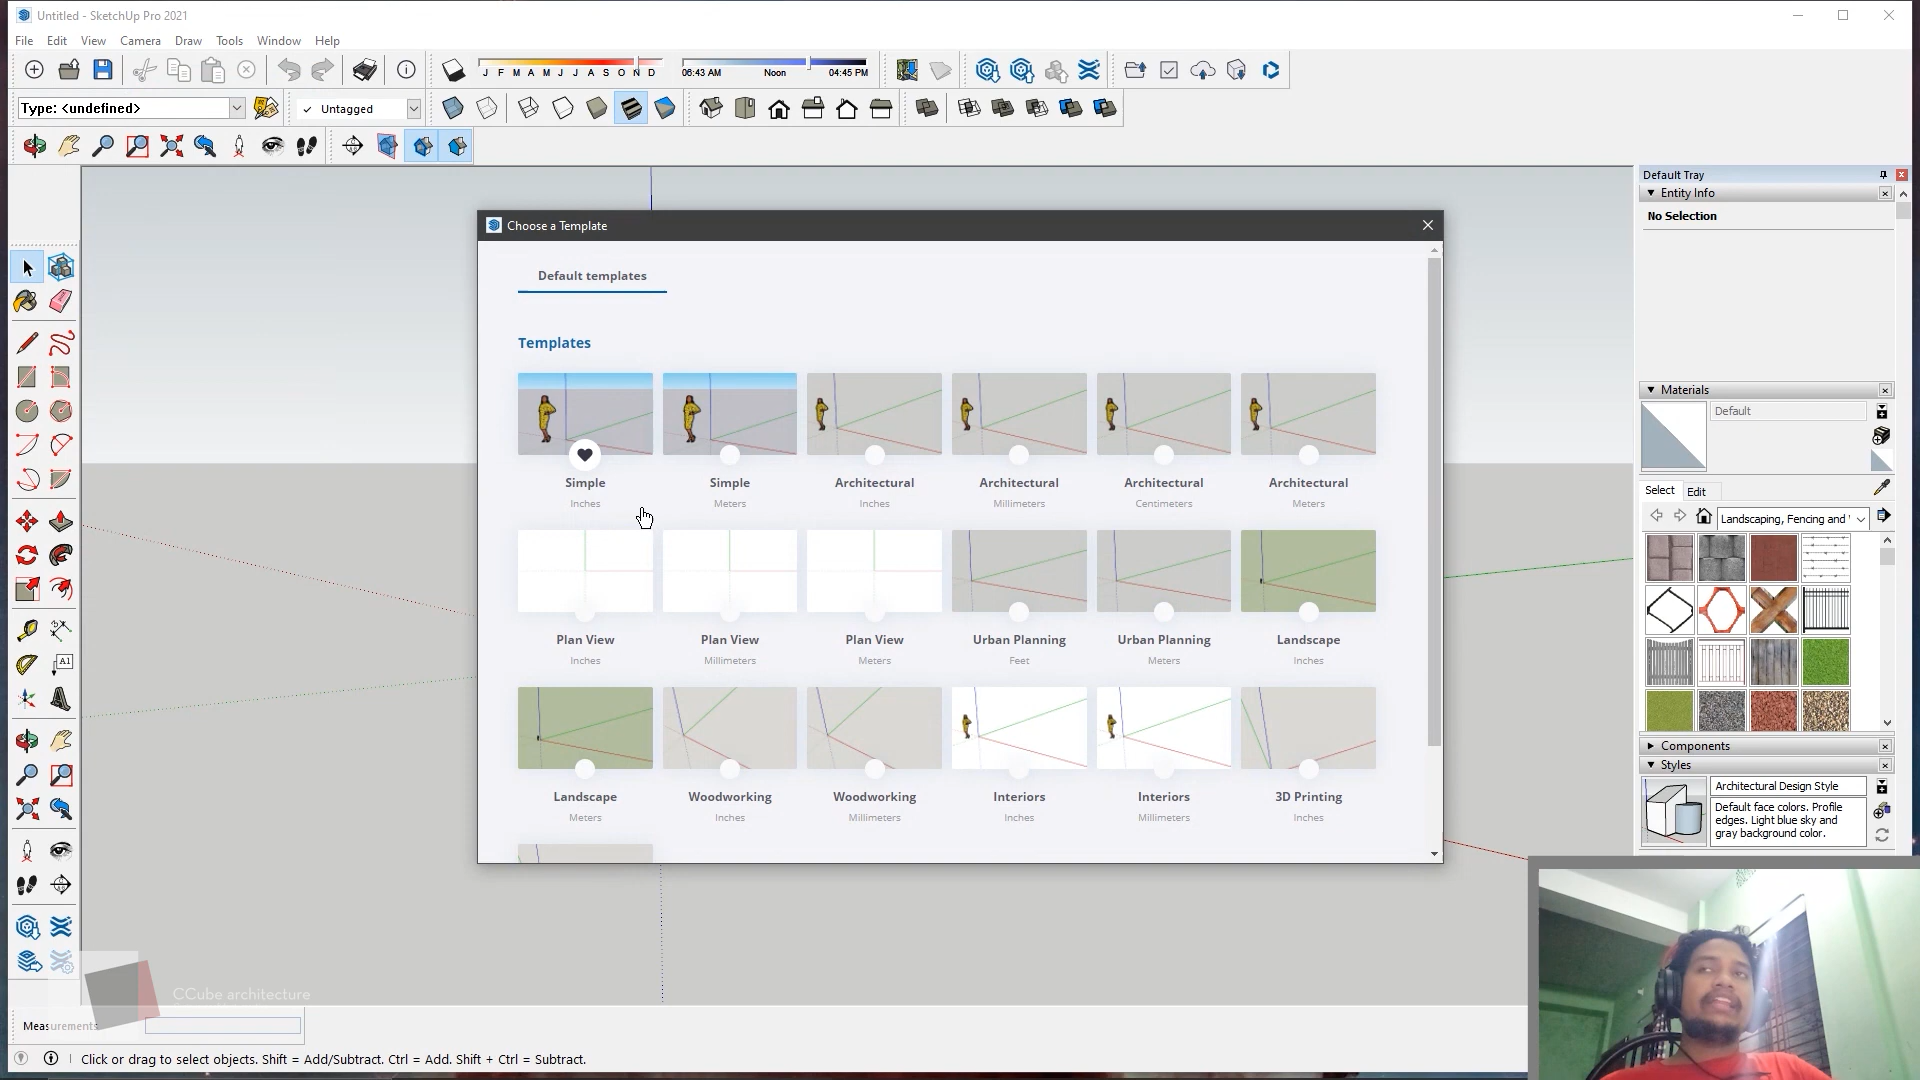 Untitled - SketchUp Pro 2021
File Edit View Camera Draw Tools Window Help
J F M A M J J A S O N D
06:43 AM Noon 04:45 PM
Type: <undefined>
Untagged
Default Tray
Entity Info
No Selection
Choose a Template
Default templates
Templates
Simple Simple Architectural Architectural Architectural Architectural
Inches Meters Inches Millimeters Centimeters Meters
Plan View Plan View Plan View Urban Planning Urban Planning Landscape
Inches Millimeters Meters Feet Meters Inches
Landscape Woodworking Woodworking Interiors Interiors 3D Printing
Meters Inches Millimeters Inches Millimeters Inches
Materials
Default
Select Edit
Landscaping, Fencing and
Components
Styles
Architectural Design Style
Default face colors. Profile
edges. Light blue sky and
gray background color.
A1
CCube architecture
Measurements
Click or drag to select objects. Shift = Add/Subtract. Ctrl = Add. Shift + Ctrl = Subtract.